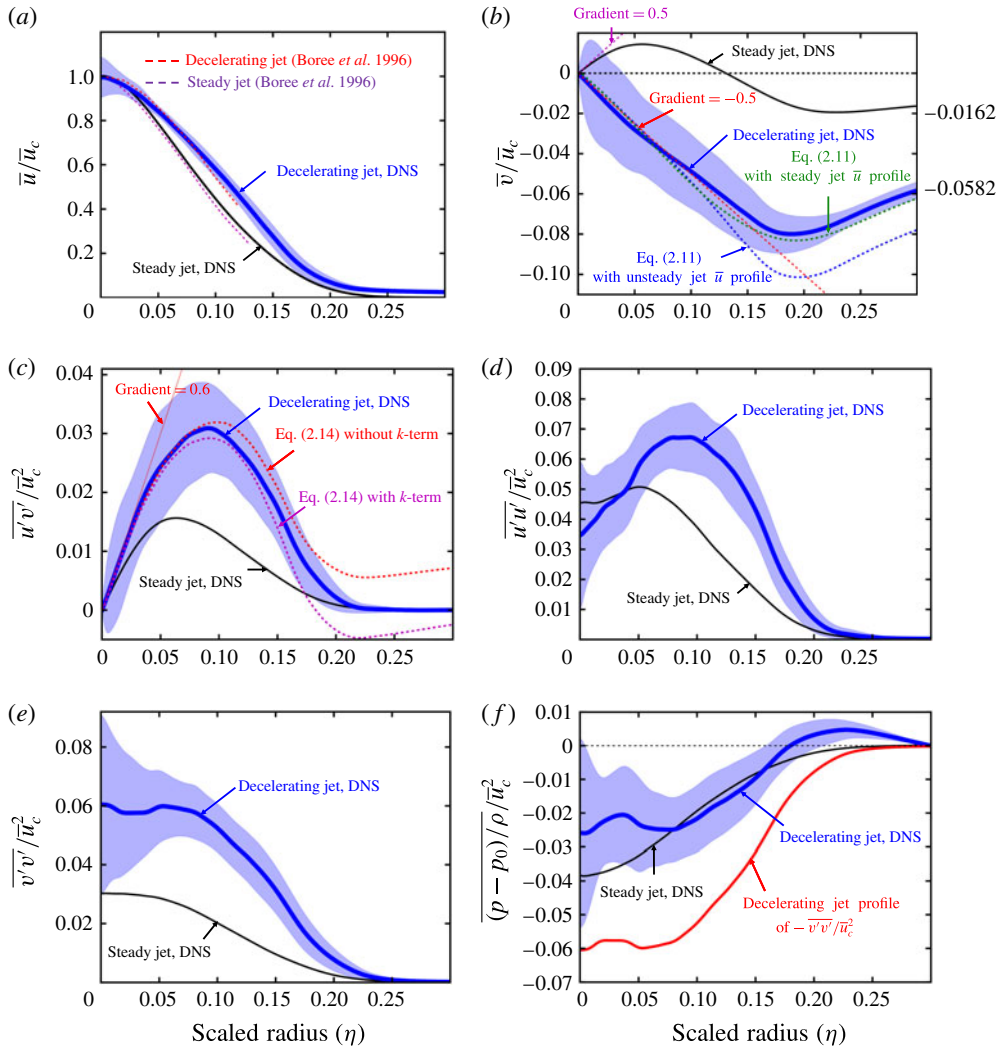 (a)
Decelerating jet (Boree et al. 1996)
Steady jet (Boree et al. 1996)
Decelerating jet, DNS
Steady jet, DNS
1.0
0.8
0.6
0.4
0.2
0
0.05
0.10
0.15
0.20
0.25
u̅/u̅_c
(b)
Gradient = 0.5
Steady jet, DNS
Gradient = −0.5
Decelerating jet, DNS
Eq. (2.11)
with steady jet u̅ profile
Eq. (2.11)
with unsteady jet u̅ profile
0
−0.02
−0.04
−0.06
−0.08
−0.10
−0.0162
−0.0582
0
0.05
0.10
0.15
0.20
0.25
v̅/u̅_c
(c)
Gradient = 0.6
Decelerating jet, DNS
Eq. (2.14) without k-term
Eq. (2.14) with k-term
Steady jet, DNS
0.04
0.03
0.02
0.01
0
0
0.05
0.10
0.15
0.20
0.25
u′v′/u̅_c²
(d)
Decelerating jet, DNS
Steady jet, DNS
0.09
0.08
0.07
0.06
0.05
0.04
0.03
0.02
0.01
0
0.05
0.10
0.15
0.20
0.25
u′u′/u̅_c²
(e)
Decelerating jet, DNS
Steady jet, DNS
0.08
0.06
0.04
0.02
0
0.05
0.10
0.15
0.20
0.25
v′v′/u̅_c²
Scaled radius (η)
(f)
Decelerating jet, DNS
Steady jet, DNS
Decelerating jet profile
of − v′v′/u̅_c²
0.01
0
−0.01
−0.02
−0.03
−0.04
−0.05
−0.06
−0.07
0
0.05
0.10
0.15
0.20
0.25
(p − p₀)/ρ/u̅_c²
Scaled radius (η)